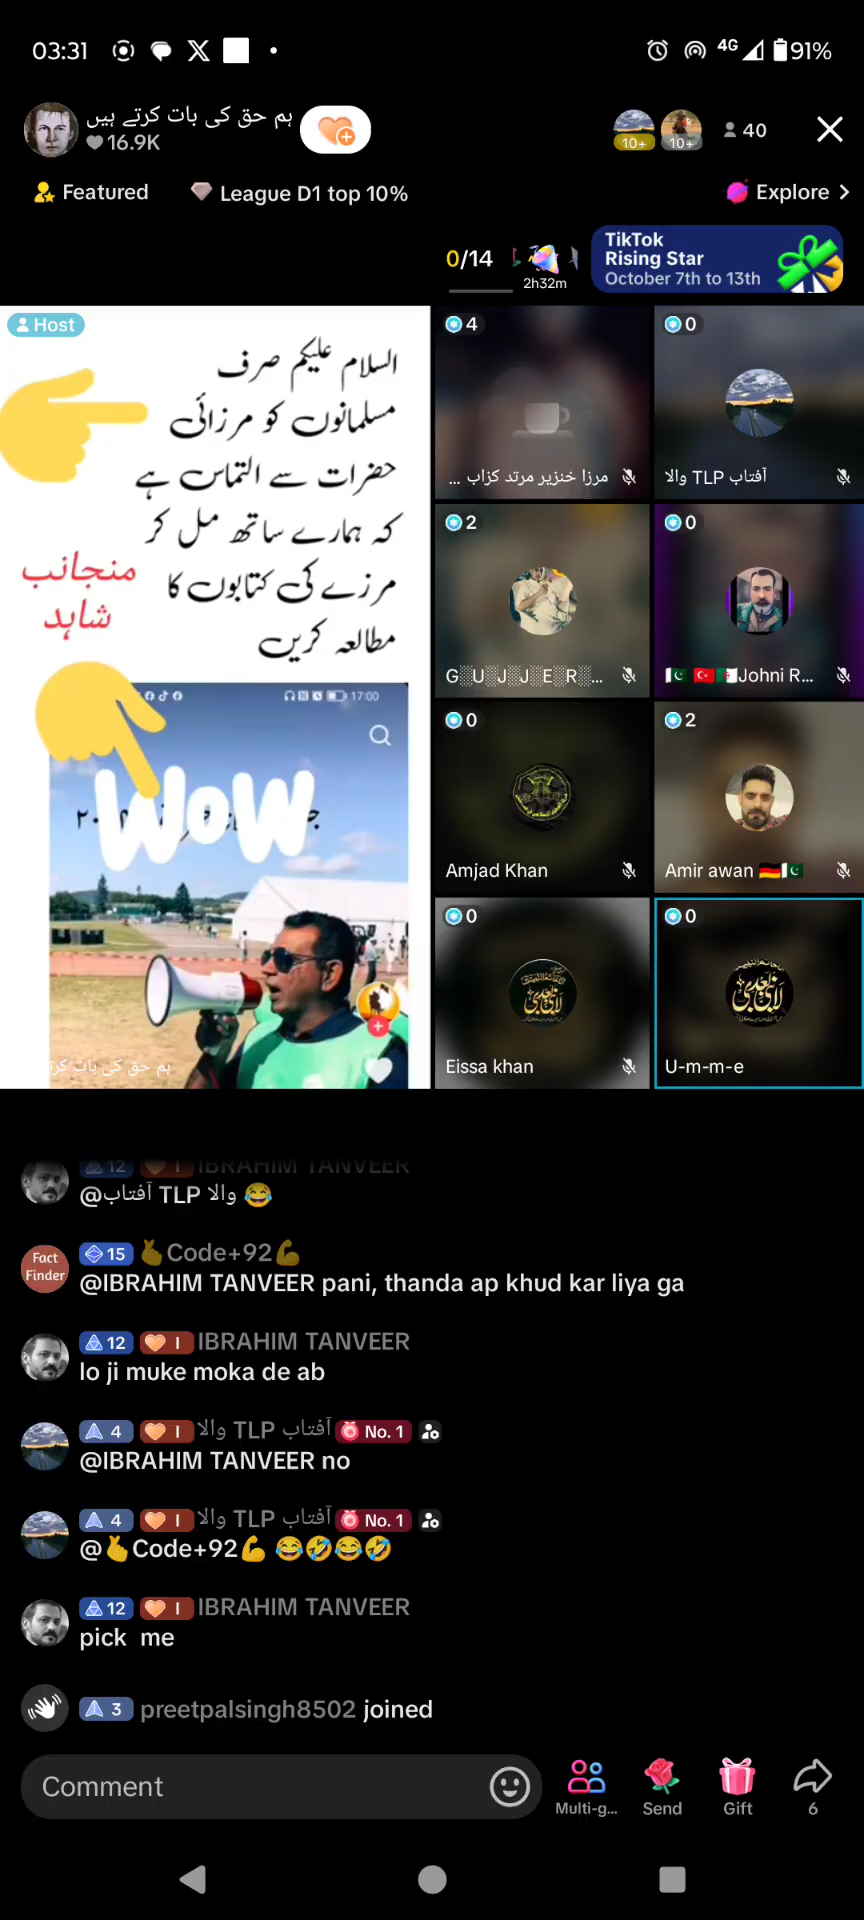 03:31
4G
91%
ہم حق کی بات کرتے ہیں
16.9K
10+
10+
40
Featured
League D1 top 10%
Explore
0/14
2h32m
TikTok
Rising Star
October 7th to 13th
Host
السلام علیکم صرف
مسلمانوں کو مرزائی
حضرات سے التماس ہے
کہ ہمارے ساتھ مل کر
مرزے کی کتابوں کا
مطالعہ کریں
منجانب
شاہد
17:00
WoW
ہم حق کی بات کرتے
4
مرزا خنزیر مرتد کزاب ...
0
آفتاب TLP والا
2
G░U░J░J░E░R░...
0
🇵🇰 🇹🇷 🇩🇿Johni R...
0
Amjad Khan
2
Amir awan 🇩🇪🇵🇰
0
لا نبی بعدی
Eissa khan
0
لا نبی بعدی
U-m-m-e
12 I IBRAHIM TANVEER
@آفتاب TLP والا 😂
Fact
Finder
15 🫰Code+92💪
@IBRAHIM TANVEER pani, thanda ap khud kar liya ga
12 I IBRAHIM TANVEER
lo ji muke moka de ab
4 I آفتاب TLP والا No. 1
@IBRAHIM TANVEER no
4 I آفتاب TLP والا No. 1
@🫰Code+92💪 😂🤣😂🤣
12 I IBRAHIM TANVEER
pick me
3 preetpalsingh8502 joined
Comment
Multi-g...
Send
Gift
6